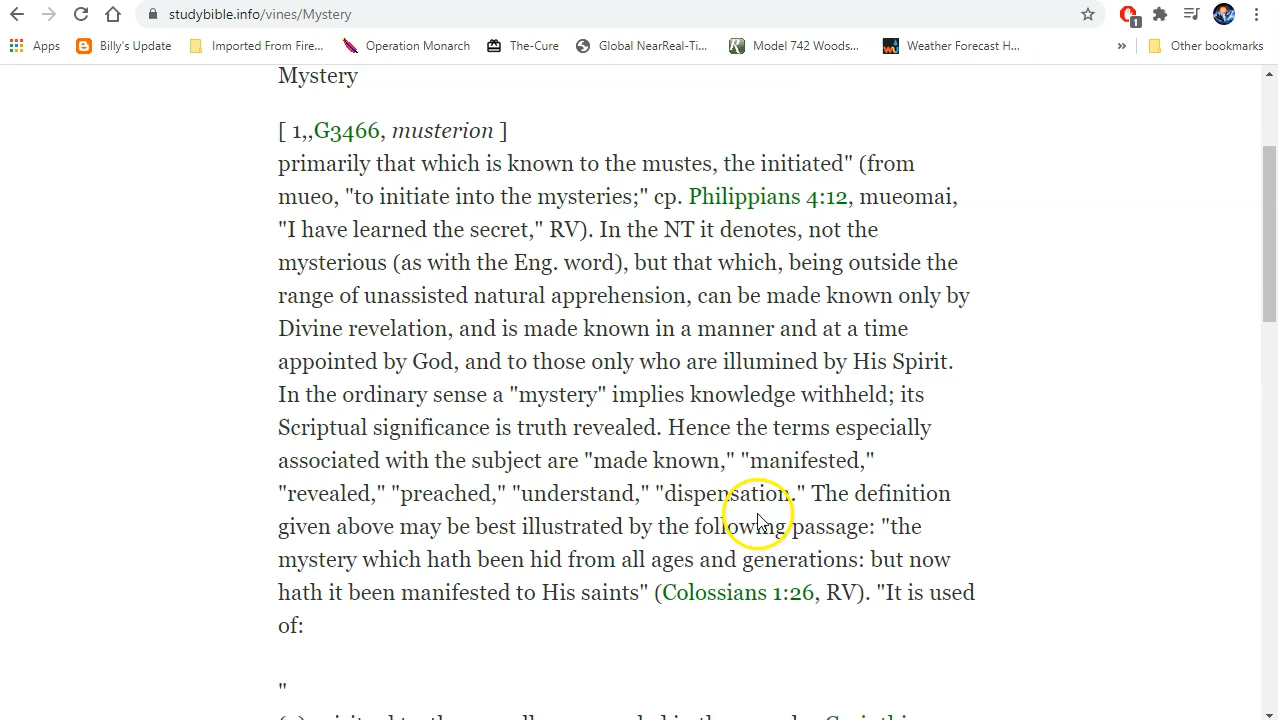 studybible.info/vines/Mystery
1
Apps
Billy's Update
Imported From Fire...
Operation Monarch
The-Cure
Global NearReal-Ti...
Model 742 Woods...
Weather Forecast H...
»
Other bookmarks
Mystery
[ 1,,G3466, musterion ]
primarily that which is known to the mustes, the initiated" (from
mueo, "to initiate into the mysteries;" cp. Philippians 4:12, mueomai,
"I have learned the secret," RV). In the NT it denotes, not the
mysterious (as with the Eng. word), but that which, being outside the
range of unassisted natural apprehension, can be made known only by
Divine revelation, and is made known in a manner and at a time
appointed by God, and to those only who are illumined by His Spirit.
In the ordinary sense a "mystery" implies knowledge withheld; its
Scriptual significance is truth revealed. Hence the terms especially
associated with the subject are "made known," "manifested,"
"revealed," "preached," "understand," "dispensation." The definition
given above may be best illustrated by the following passage: "the
mystery which hath been hid from all ages and generations: but now
hath it been manifested to His saints" (Colossians 1:26, RV). "It is used
of:
"